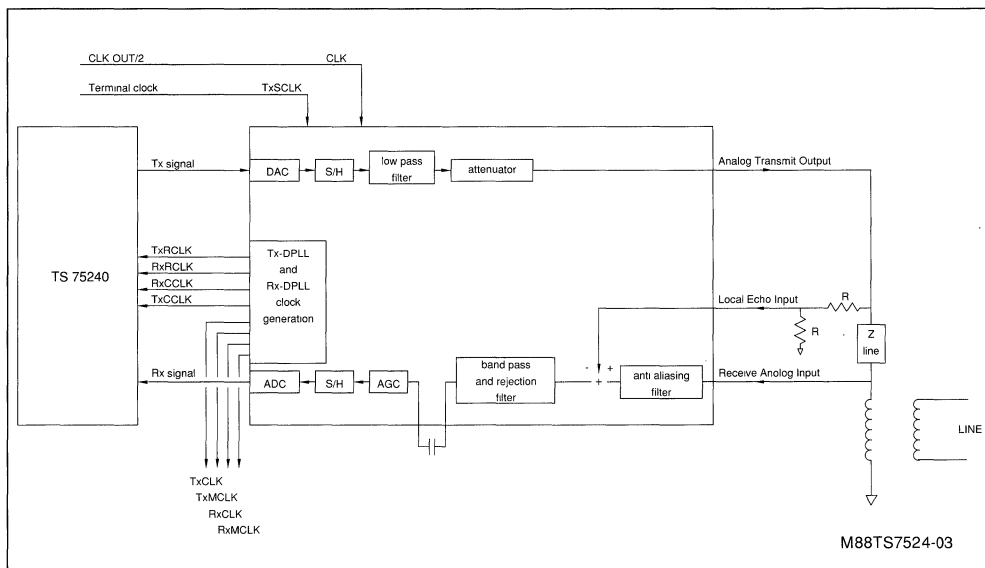 CLK OUT/2
CLK
Terminal clock
TxSCLK
Tx signal
DAC
S/H
low pass
filter
attenuator
Analog Transmit Output
TS 75240
TxRCLK
RxRCLK
RxCCLK
TxCCLK
Tx-DPLL
and
Rx-DPLL
clock
generation
Local Echo Input
R
R
Z
line
Rx signal
ADC
S/H
AGC
band pass
and rejection
filter
- +
+
anti aliasing
filter
Receive Anolog Input
LINE
TxCLK
TxMCLK
RxCLK
RxMCLK
M88TS7524-03